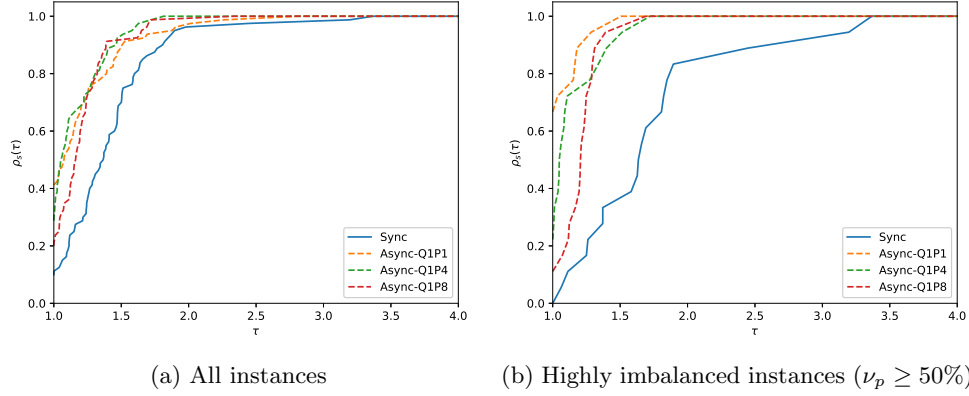 1.0
0.8
0.6
0.4
0.2
0.0
ρs(τ)
1.0 1.5 2.0 2.5 3.0 3.5 4.0
τ
Sync
Async-Q1P1
Async-Q1P4
Async-Q1P8
(a) All instances
1.0
0.8
0.6
0.4
0.2
0.0
ρs(τ)
1.0 1.5 2.0 2.5 3.0 3.5 4.0
τ
Sync
Async-Q1P1
Async-Q1P4
Async-Q1P8
(b) Highly imbalanced instances (νp ≥ 50%)